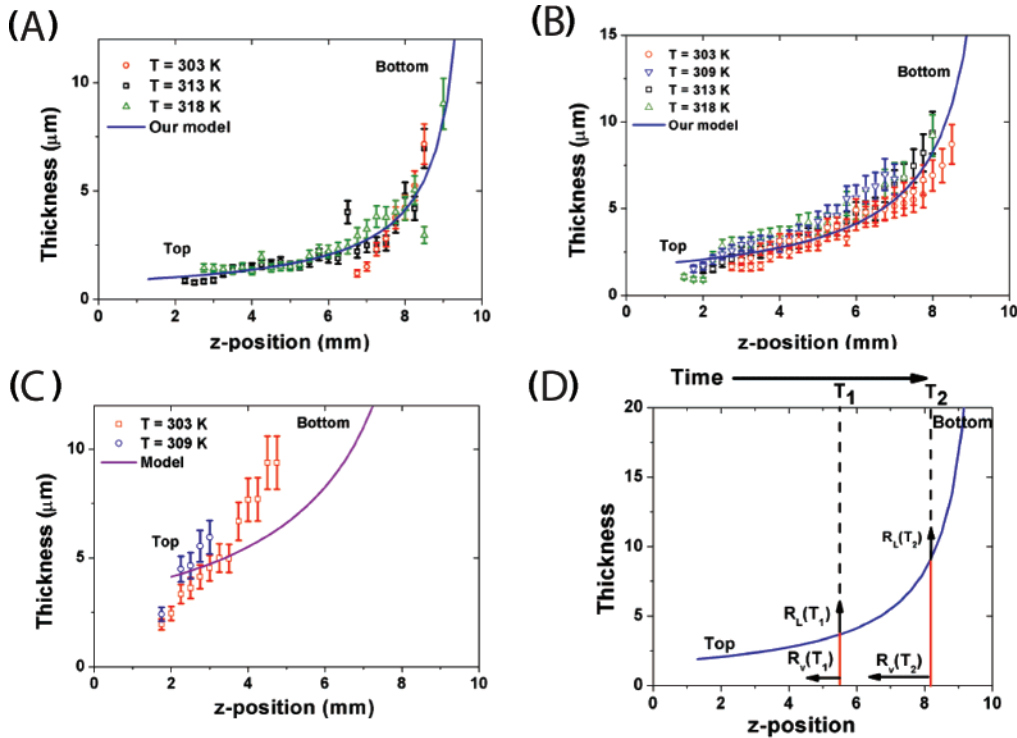 (A)
T = 303 K
T = 313 K
T = 318 K
Our model
Bottom
Top
Thickness (μm)
10
5
0
0 2 4 6 8 10
z-position (mm)
(B)
15
T = 303 K
T = 309 K
T = 313 K
T = 318 K
Our model
Bottom
Top
Thickness (μm)
10
5
0
0 2 4 6 8 10
z-position (mm)
(C)
T = 303 K
T = 309 K
Model
Bottom
Top
Thickness (μm)
10
5
0
0 2 4 6 8 10
z-position (mm)
(D)
Time
T1 T2
Bottom
20
15
10
5
0
Thickness
RL(T2)
RL(T1)
Top
Rv(T1)
Rv(T2)
0 2 4 6 8 10
z-position